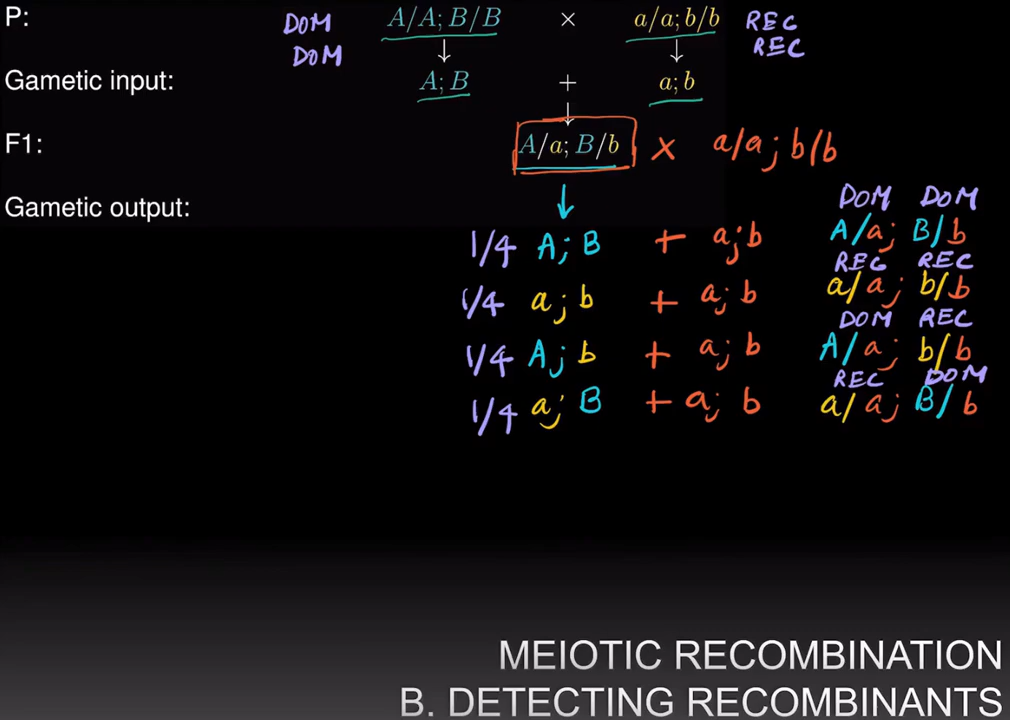 P: DOM A/A; B/B × a/a; b/b REC
DOM REC
Gametic input: A; B + a; b
F1: A/a; B/b × a/a; b/b
Gametic output: DOM DOM
1/4 A; B + a; b A/a; B/b
REC REC
1/4 a; b + a; b a/a; b/b
DOM REC
1/4 A; b + a; b A/a; b/b
REC DOM
1/4 a; B + a; b a/a; B/b
MEIOTIC RECOMBINATION
B. DETECTING RECOMBINANTS